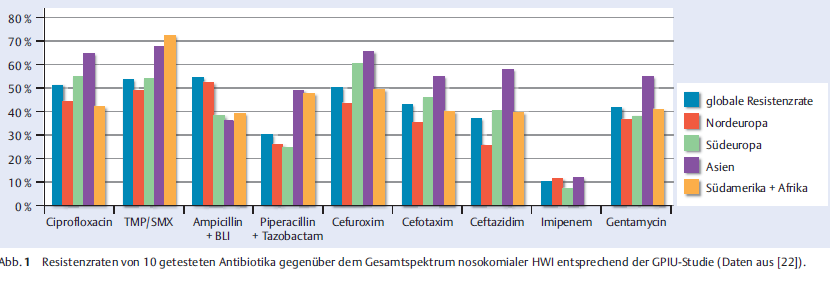 80 %
70 %
60 %
50 %
40 %
30 %
20 %
10 %
0 %
Ciprofloxacin
TMP/SMX
Ampicillin
+ BLI
Piperacillin
+ Tazobactam
Cefuroxim
Cefotaxim
Ceftazidim
Imipenem
Gentamycin
globale Resistenzrate
Nordeuropa
Südeuropa
Asien
Südamerika + Afrika
Abb. 1 Resistenzraten von 10 getesteten Antibiotika gegenüber dem Gesamtspektrum nosokomialer HWI entsprechend der GPIU-Studie (Daten aus [22]).